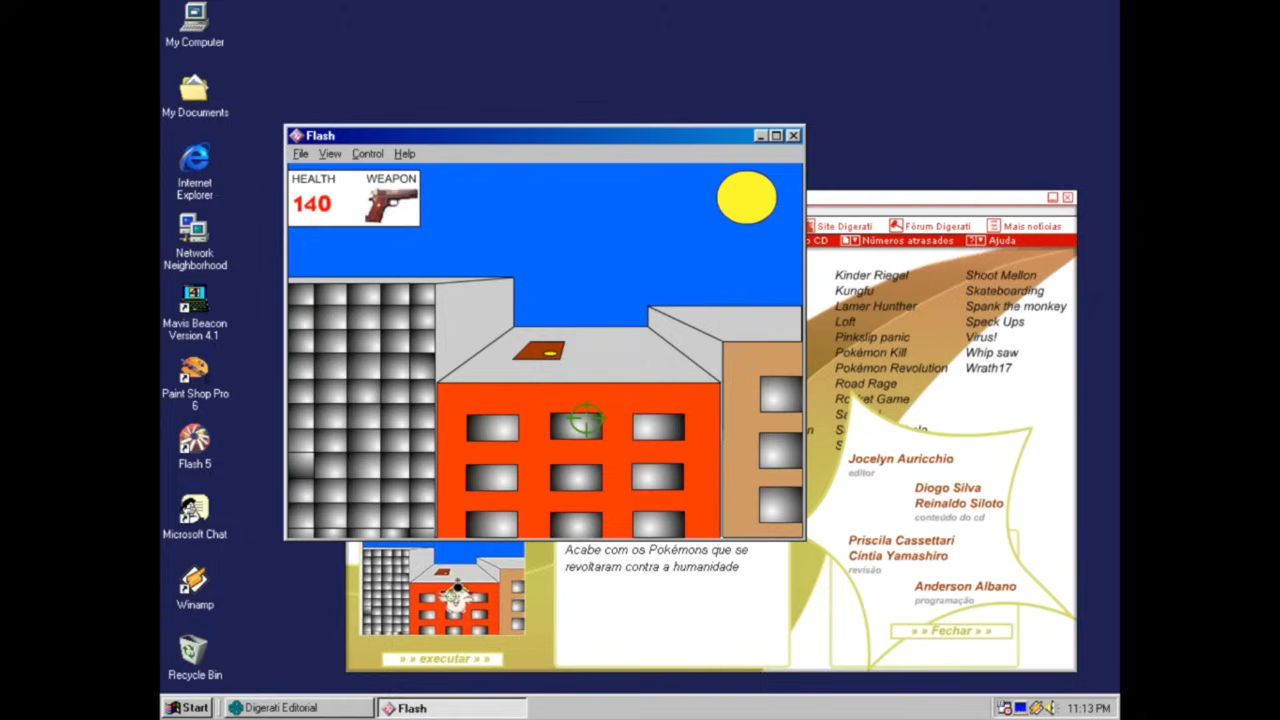 My Computer
My Documents
Internet
Explorer
Network
Neighborhood
Mavis Beacon
Version 4.1
Paint Shop Pro
6
Flash 5
Microsoft Chat
Winamp
Recycle Bin
Flash
File View Control Help
HEALTH WEAPON
140
Site Digerati Fórum Digerati Mais notícias
CD Números atrasados Ajuda
Kinder Riegel
Kungfu
Lamer Hunther
Loft
Pinkslip panic
Pokémon Kill
Pokémon Revolution
Road Rage
Rocket Game
Shoot Mellon
Skateboarding
Spank the monkey
Speck Ups
Virus!
Whip saw
Wrath17
Jocelyn Auricchio
editor
Diogo Silva
Reinaldo Siloto
conteúdo do cd
Priscila Cassettari
Cíntia Yamashiro
revisão
Anderson Albano
programação
» » Fechar » »
Acabe com os Pokémons que se
revoltaram contra a humanidade
» » executar » »
Start Digerati Editorial Flash 11:13 PM